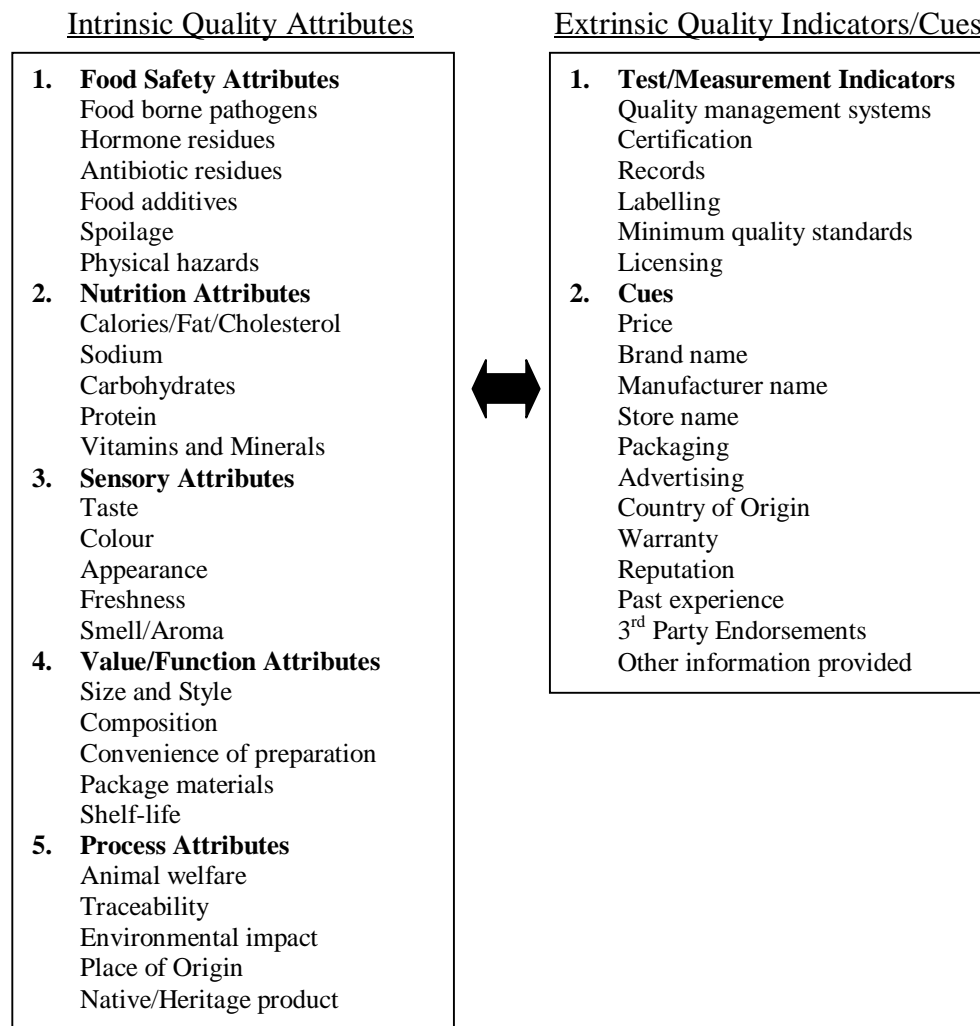 Intrinsic Quality Attributes
1. Food Safety Attributes
Food borne pathogens
Hormone residues
Antibiotic residues
Food additives
Spoilage
Physical hazards
2. Nutrition Attributes
Calories/Fat/Cholesterol
Sodium
Carbohydrates
Protein
Vitamins and Minerals
3. Sensory Attributes
Taste
Colour
Appearance
Freshness
Smell/Aroma
4. Value/Function Attributes
Size and Style
Composition
Convenience of preparation
Package materials
Shelf-life
5. Process Attributes
Animal welfare
Traceability
Environmental impact
Place of Origin
Native/Heritage product
Extrinsic Quality Indicators/Cues
1. Test/Measurement Indicators
Quality management systems
Certification
Records
Labelling
Minimum quality standards
Licensing
2. Cues
Price
Brand name
Manufacturer name
Store name
Packaging
Advertising
Country of Origin
Warranty
Reputation
Past experience
3rd Party Endorsements
Other information provided